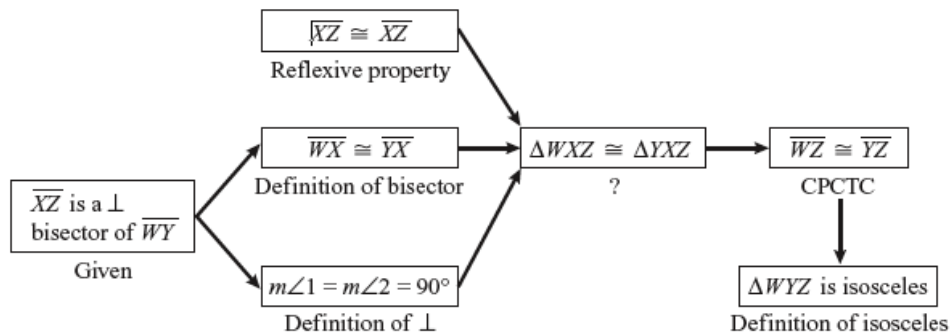 XZ ≅ XZ
Reflexive property
WX ≅ YX
Definition of bisector
ΔWXZ ≅ ΔYXZ
?
WZ ≅ YZ
CPCTC
XZ is a ⊥
bisector of WY
Given
m∠1 = m∠2 = 90°
Definition of ⊥
ΔWYZ is isosceles
Definition of isosceles